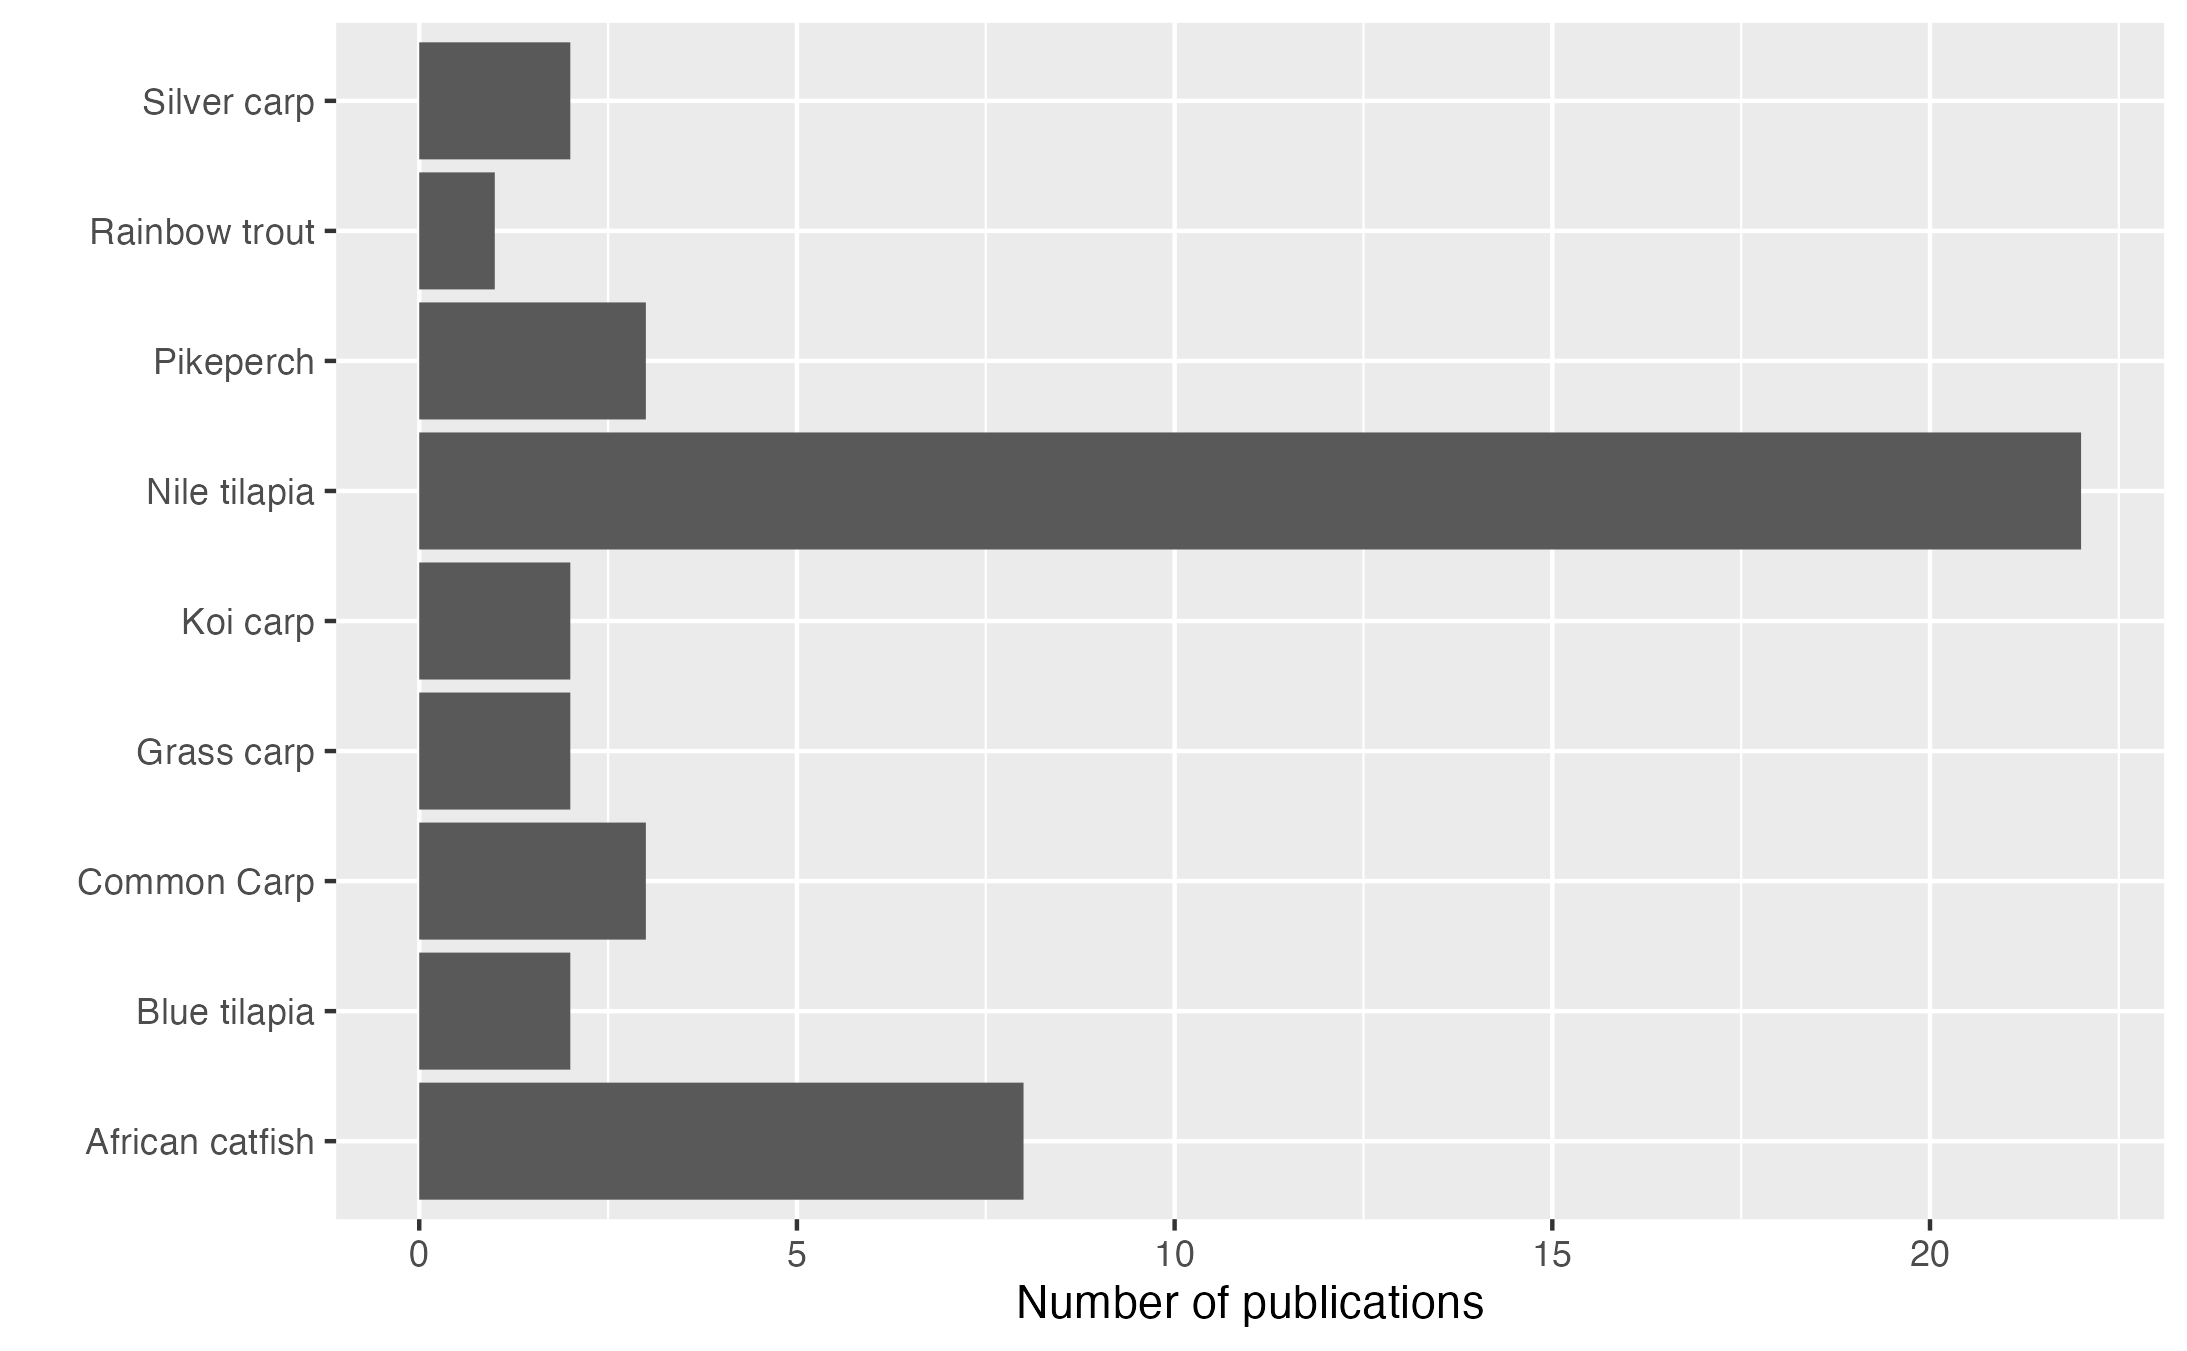 Silver carp
Rainbow trout
Pikeperch
Nile tilapia
Koi carp
Grass carp
Common Carp
Blue tilapia
African catfish
0 5 10 15 20
Number of publications